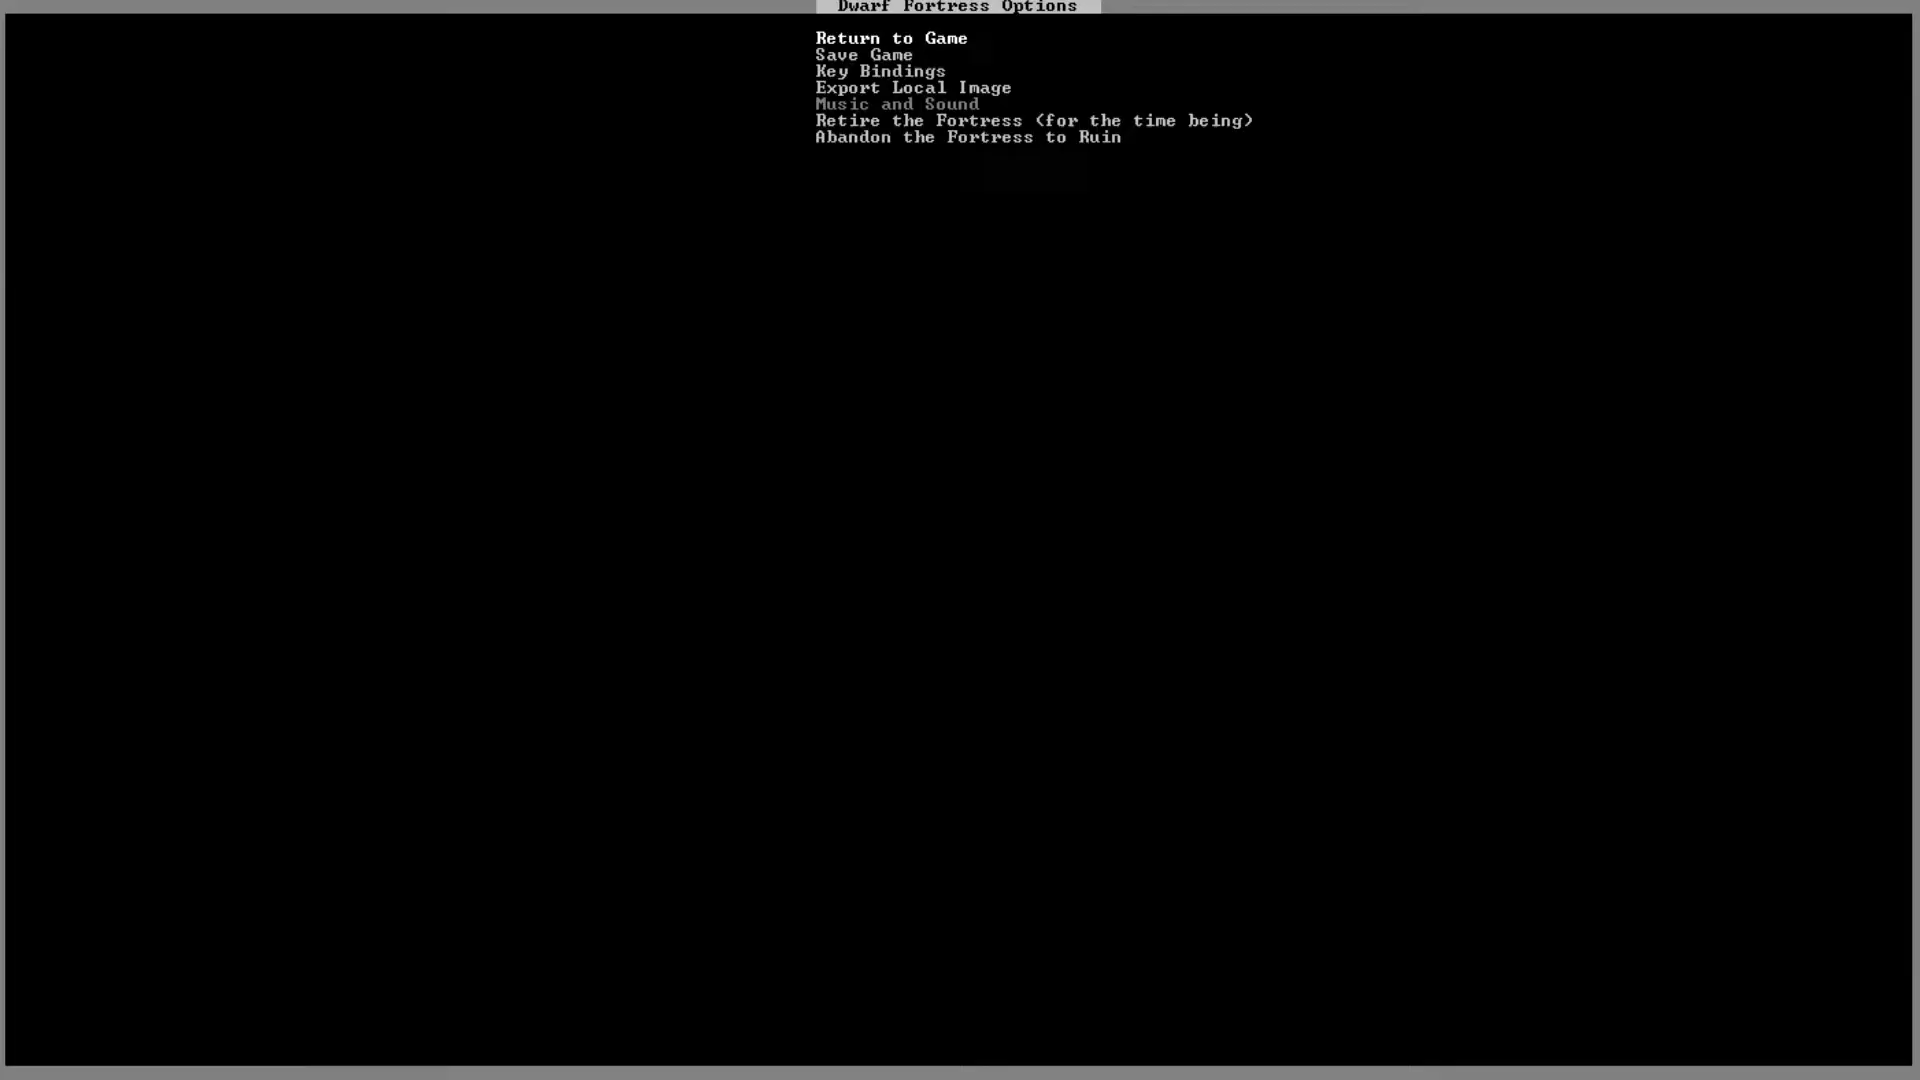 Dwarf Fortress Options
Return to Game
Save Game
Key Bindings
Export Local Image
Music and Sound
Retire the Fortress (for the time being)
Abandon the Fortress to Ruin